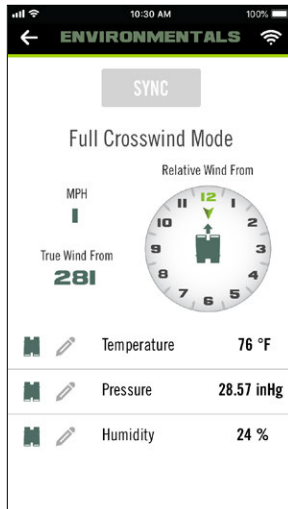 10:30 AM 100%
ENVIRONMENTALS
SYNC
Full Crosswind Mode
Relative Wind From
MPH
1
True Wind From
281
12
1
2
3
4
5
6
7
8
9
10
11
Temperature 76 °F
Pressure 28.57 inHg
Humidity 24 %